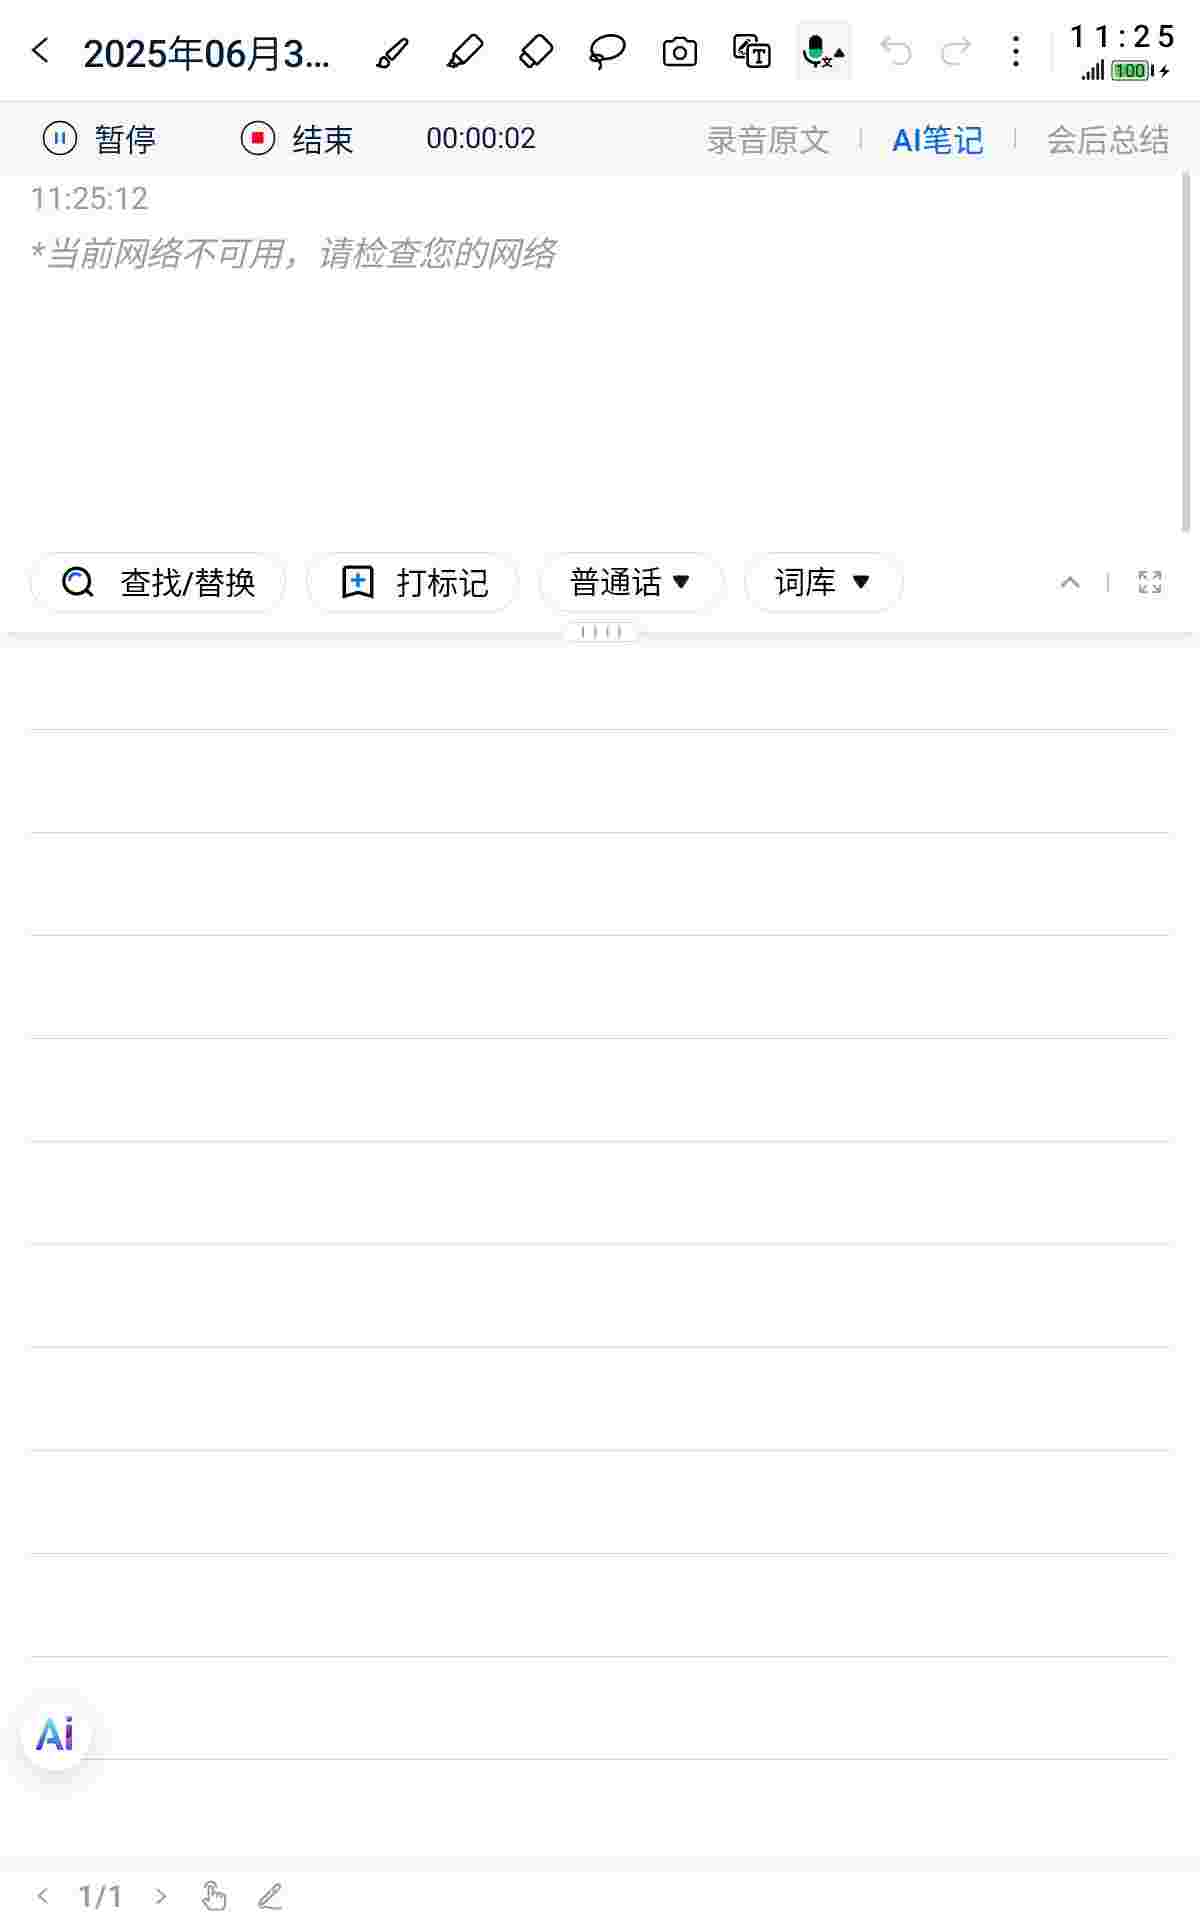 2025年06月3...
11:25
100
暂停 结束 00:00:02 录音原文 AI笔记 会后总结
11:25:12
*当前网络不可用，请检查您的网络
查找/替换 打标记 普通话 词库
Ai
1/1